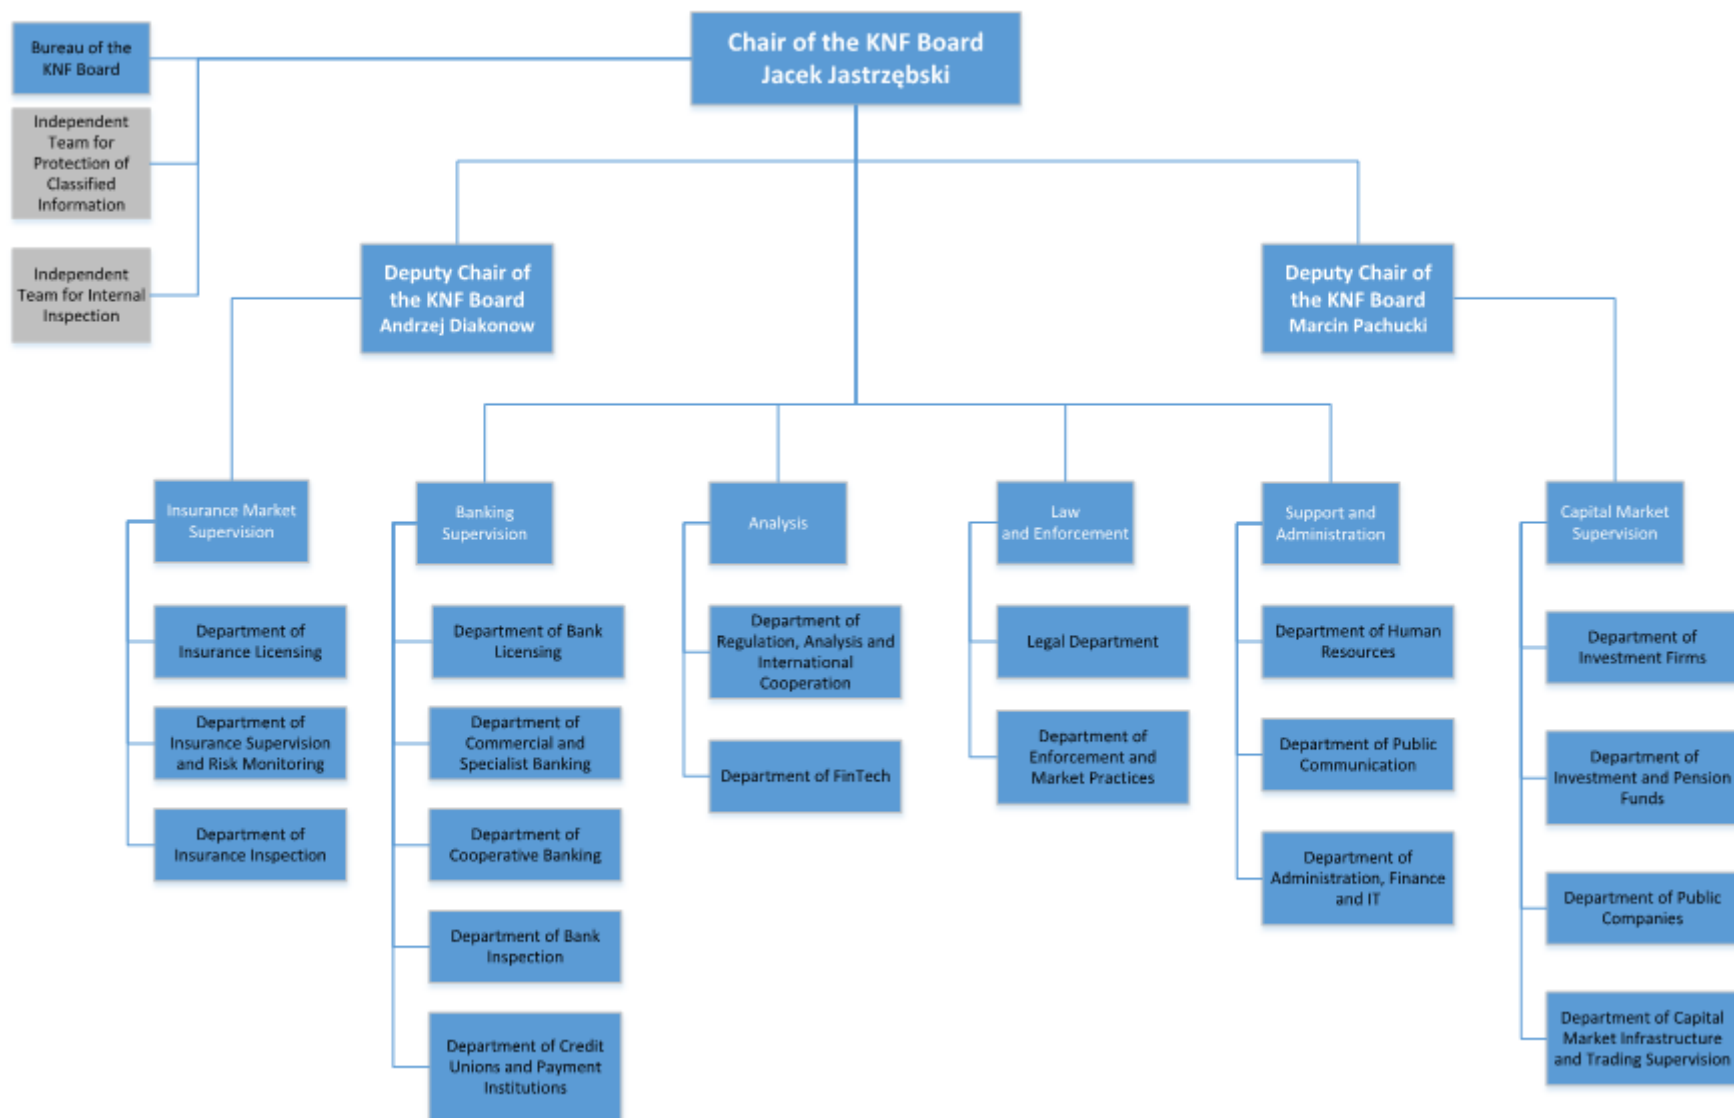 Chair of the KNF Board
Jacek Jastrzębski
Bureau of the
KNF Board
Independent
Team for
Protection of
Classified
Information
Independent
Team for Internal
Inspection
Deputy Chair of
the KNF Board
Andrzej Diakonow
Deputy Chair of
the KNF Board
Marcin Pachucki
Insurance Market
Supervision
Department of
Insurance Licensing
Department of
Insurance Supervision
and Risk Monitoring
Department of
Insurance Inspection
Banking
Supervision
Department of Bank
Licensing
Department of
Commercial and
Specialist Banking
Department of
Cooperative Banking
Department of Bank
Inspection
Department of Credit
Unions and Payment
Institutions
Analysis
Department of
Regulation, Analysis and
International
Cooperation
Department of FinTech
Law
and Enforcement
Legal Department
Department of
Enforcement and
Market Practices
Support and
Administration
Department of Human
Resources
Department of Public
Communication
Department of
Administration, Finance
and IT
Capital Market
Supervision
Department of
Investment Firms
Department of
Investment and Pension
Funds
Department of Public
Companies
Department of Capital
Market Infrastructure
and Trading Supervision